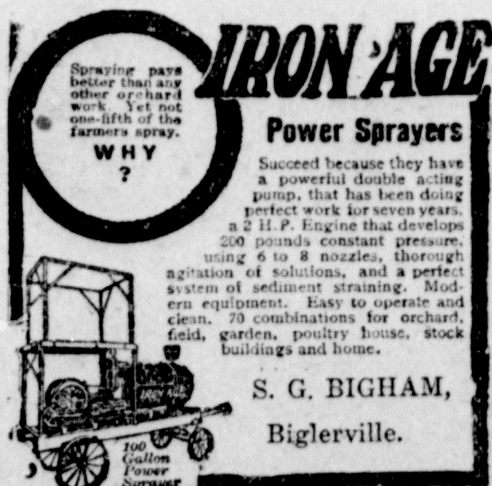 Spraying pays
better than any
other orchard
work. Yet not
one-fifth of the
farmers spray.
WHY
?
IRON AGE
Power Sprayers
Succeed because they have
a powerful double acting
pump, that has been doing
perfect work for seven years,
a 2 H.P. Engine that develops
200 pounds constant pressure,
using 6 to 8 nozzles, thorough
agitation of solutions, and a perfect
system of sediment straining. Mod-
ern equipment. Easy to operate and
clean. 70 combinations for orchard,
field, garden, poultry house, stock
buildings and home.
S. G. BIGHAM,
Biglerville.
IRON AGE
100
Gallon
Power
Sprayer